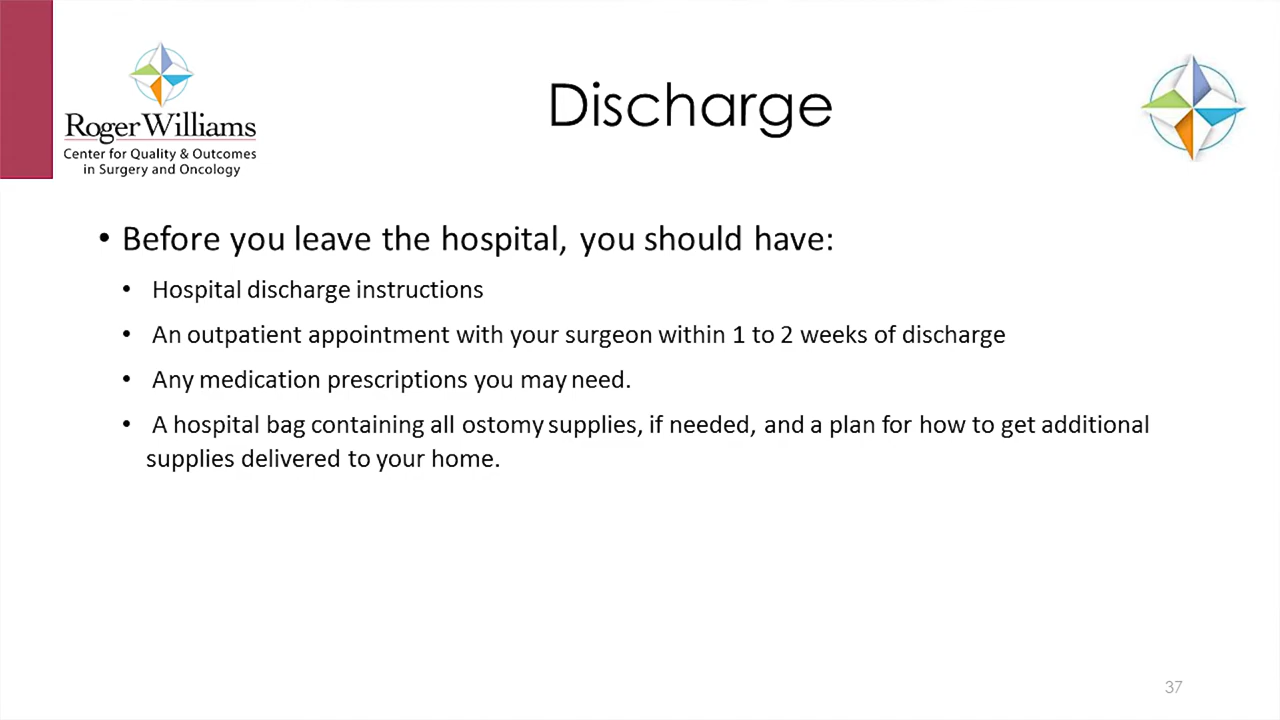 Roger Williams
Center for Quality & Outcomes
in Surgery and Oncology
Discharge
• Before you leave the hospital, you should have:
• Hospital discharge instructions
• An outpatient appointment with your surgeon within 1 to 2 weeks of discharge
• Any medication prescriptions you may need.
• A hospital bag containing all ostomy supplies, if needed, and a plan for how to get additional
supplies delivered to your home.
37